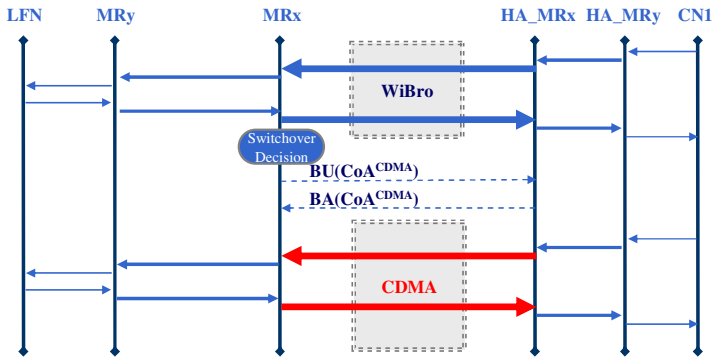 LFN MRy MRx HA_MRx HA_MRy CN1
WiBro
Switchover
Decision
BU(CoA^CDMA)
BA(CoA^CDMA)
CDMA